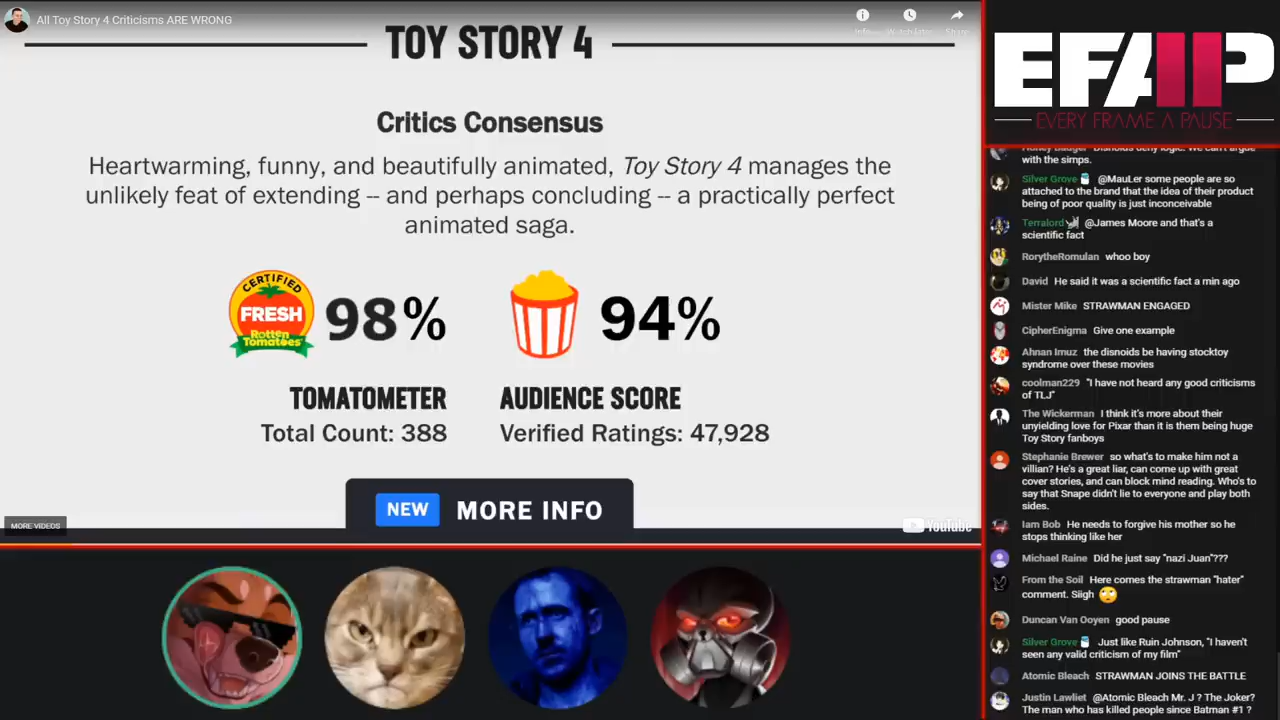 All Toy Story 4 Criticisms ARE WRONG
Info
Watch later
Share
TOY STORY 4
Critics Consensus
Heartwarming, funny, and beautifully animated, Toy Story 4 manages the
unlikely feat of extending -- and perhaps concluding -- a practically perfect
animated saga.
CERTIFIED
FRESH
Rotten
Tomatoes
98%
94%
TOMATOMETER
AUDIENCE SCORE
Total Count: 388
Verified Ratings: 47,928
NEW MORE INFO
MORE VIDEOS
YouTube
EFAP
EVERY FRAME A PAUSE
Honey Badger Disnoids deny logic. We can't argue
with the simps.
Silver Grove @MauLer some people are so
attached to the brand that the idea of their product
being of poor quality is just inconceivable
Terralord @James Moore and that's a
scientific fact
RorytheRomulan whoo boy
David He said it was a scientific fact a min ago
Mister Mike STRAWMAN ENGAGED
CipherEnigma Give one example
Ahnan Imuz the disnoids be having stocktoy
syndrome over these movies
coolman229 "I have not heard any good criticisms
of TLJ"
The Wickerman I think it's more about their
unyielding love for Pixar than it is them being huge
Toy Story fanboys
Stephanie Brewer so what's to make him not a
villian? He's a great liar, can come up with great
cover stories, and can block mind reading. Who's to
say that Snape didn't lie to everyone and play both
sides.
Iam Bob He needs to forgive his mother so he
stops thinking like her
Michael Raine Did he just say "nazi Juan"???
From the Soil Here comes the strawman "hater"
comment. Siigh 🙄
Duncan Van Ooyen good pause
Silver Grove Just like Ruin Johnson, "I haven't
seen any valid criticism of my film"
Atomic Bleach STRAWMAN JOINS THE BATTLE
Justin Lawliet @Atomic Bleach Mr. J ? The Joker?
The man who has killed people since Batman #1 ?